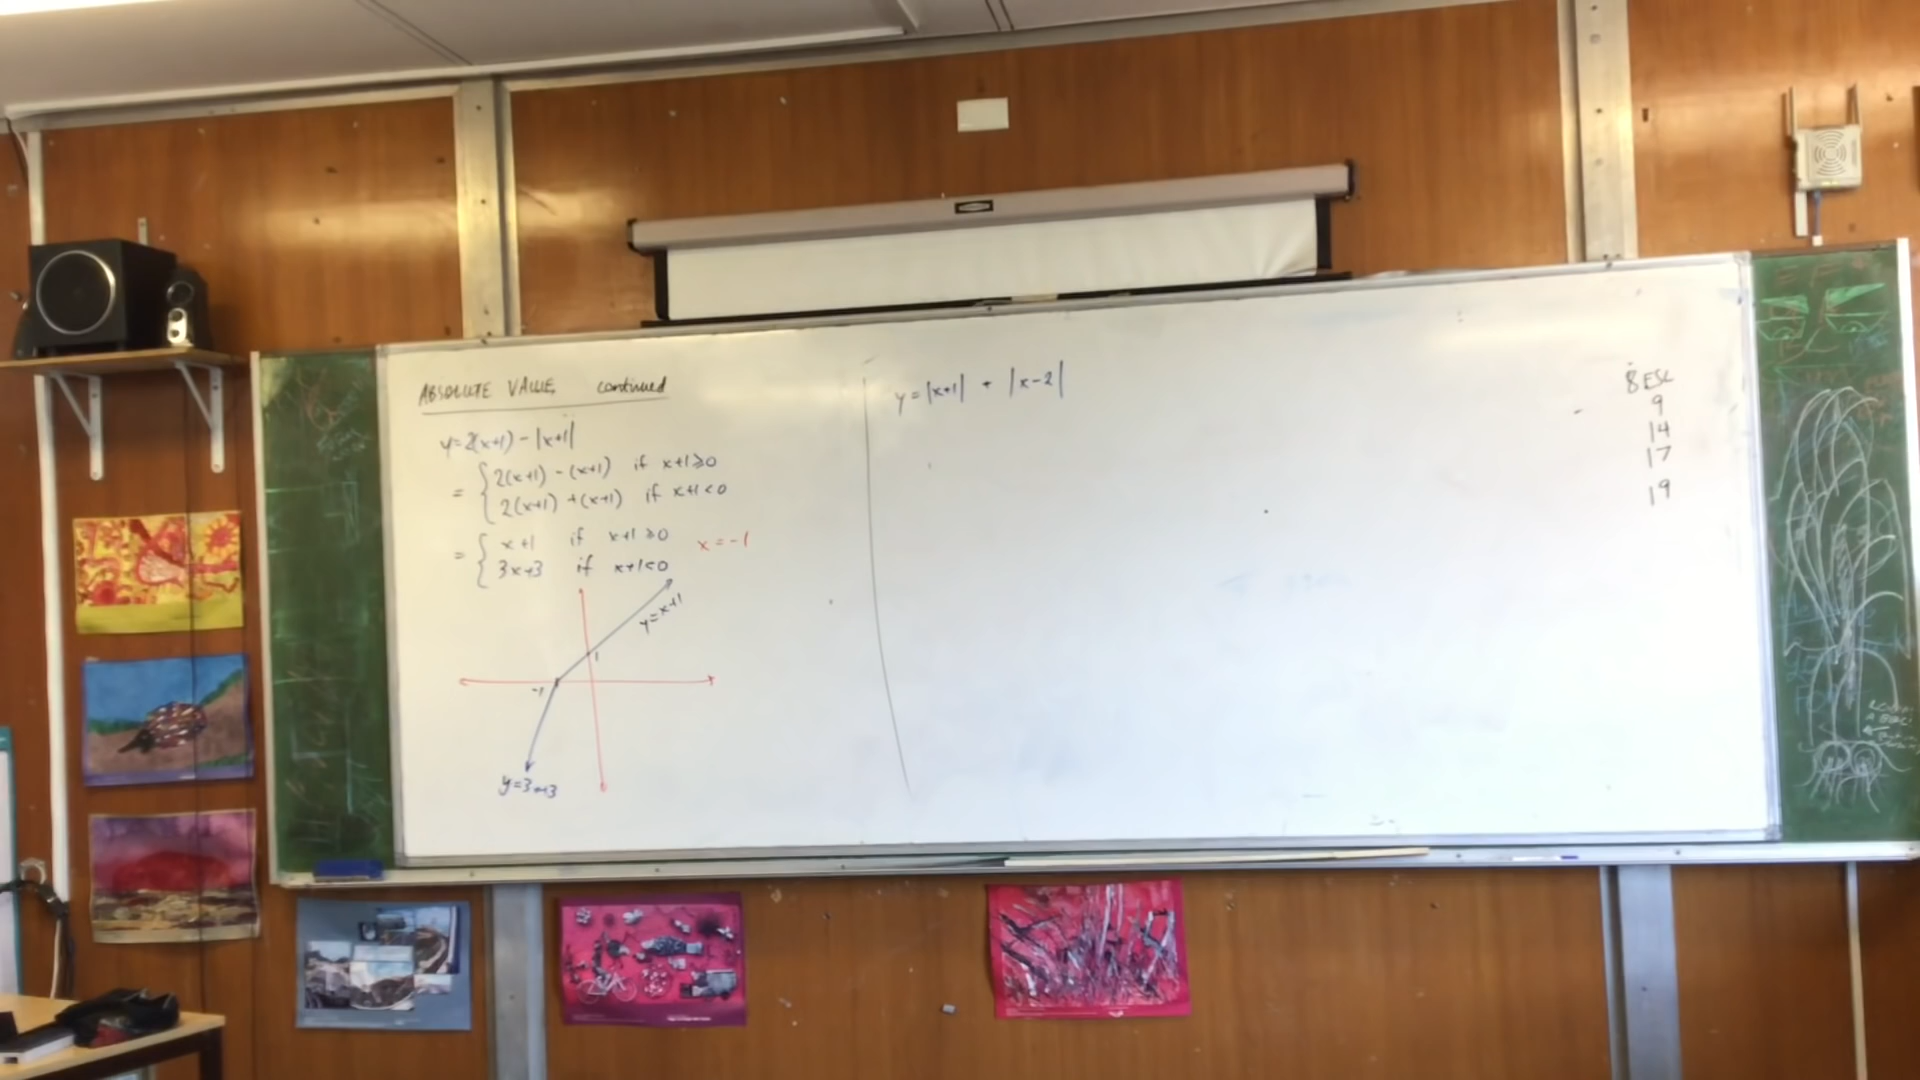 ABSOLUTE VALUE continued
y=2(x+1) - |x+1|
= { 2(x+1) - (x+1) if x+1≥0
2(x+1) +(x+1) if x+1<0
= { x+1 if x+1≥0
3x+3 if x+1<0
x=-1
y=x+1
1
-1
y=3x+3
y=|x+1| + |x-2|
8ESC
9
14
17
19